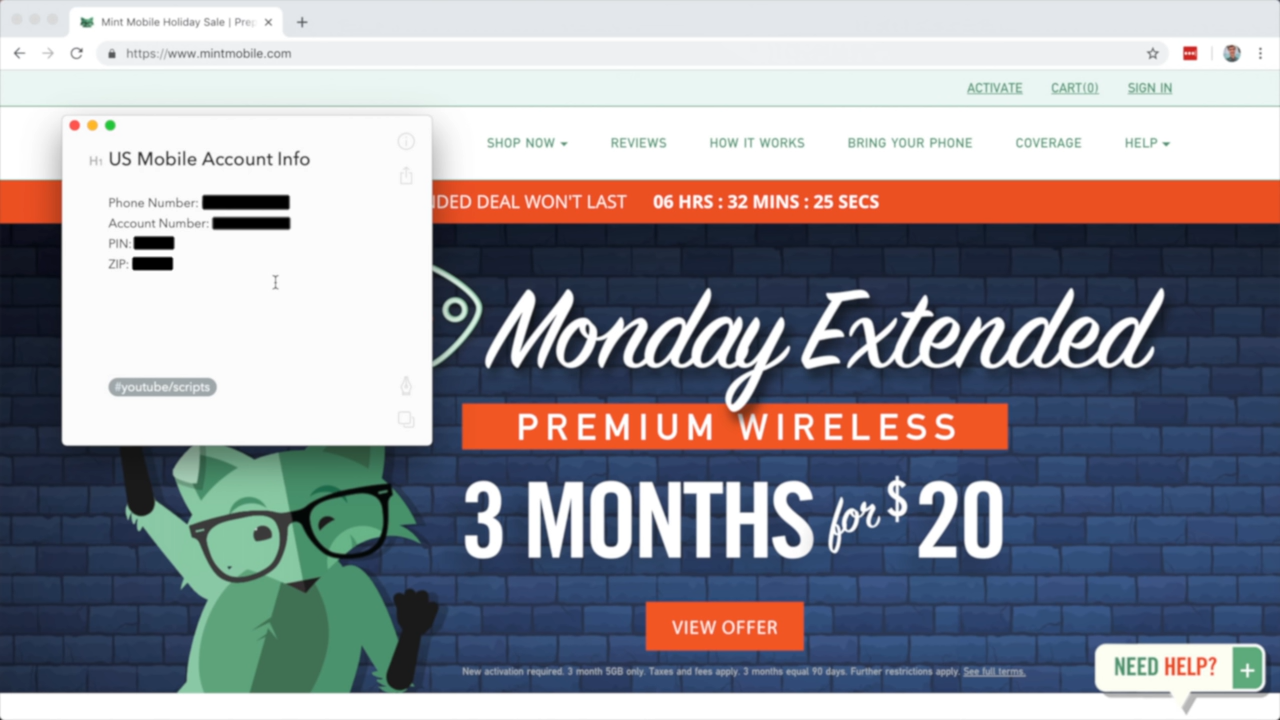 Mint Mobile Holiday Sale | Prep
https://www.mintmobile.com
ACTIVATE CART(0) SIGN IN
SHOP NOW REVIEWS HOW IT WORKS BRING YOUR PHONE COVERAGE HELP
H1 US Mobile Account Info
Phone Number:
Account Number:
PIN:
ZIP:
#youtube/scripts
NDED DEAL WON'T LAST 06 HRS : 32 MINS : 25 SECS
Monday Extended
PREMIUM WIRELESS
3 MONTHS for $20
VIEW OFFER
New activation required. 3 month 5GB only. Taxes and fees apply. 3 months equal 90 days. Further restrictions apply. See full terms.
NEED HELP? +